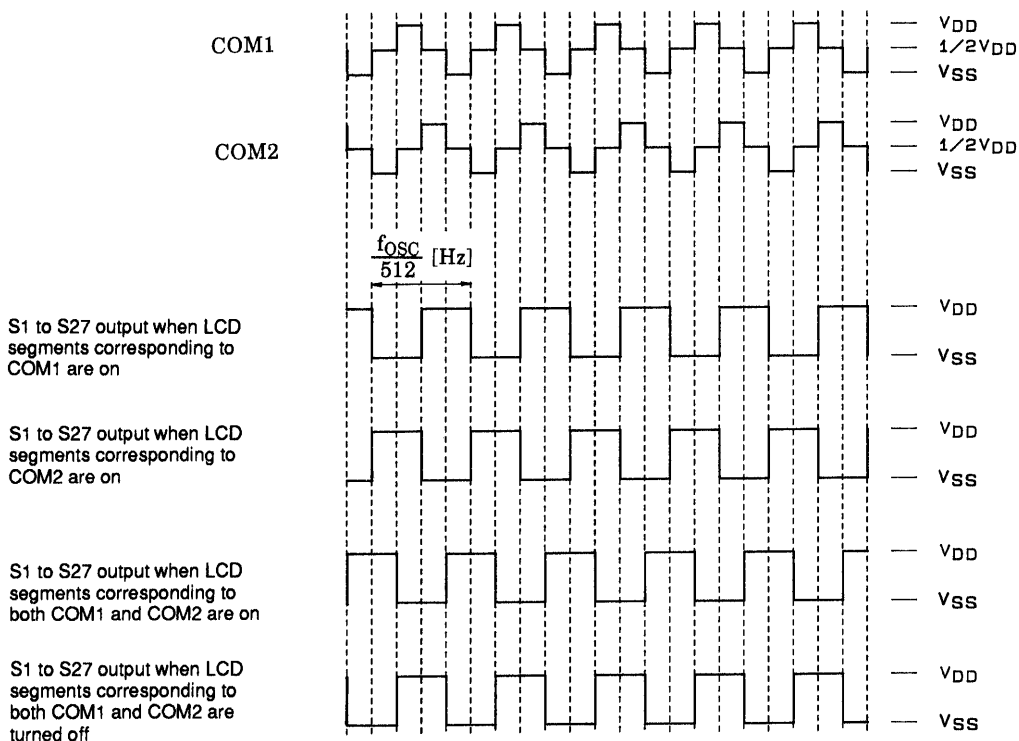 COM1
VDD
1/2VDD
VSS
COM2
VDD
1/2VDD
VSS
fOSC
512
[Hz]
S1 to S27 output when LCD
segments corresponding to
COM1 are on
VDD
VSS
S1 to S27 output when LCD
segments corresponding to
COM2 are on
VDD
VSS
S1 to S27 output when LCD
segments corresponding to
both COM1 and COM2 are on
VDD
VSS
S1 to S27 output when LCD
segments corresponding to
both COM1 and COM2 are
turned off
VDD
VSS